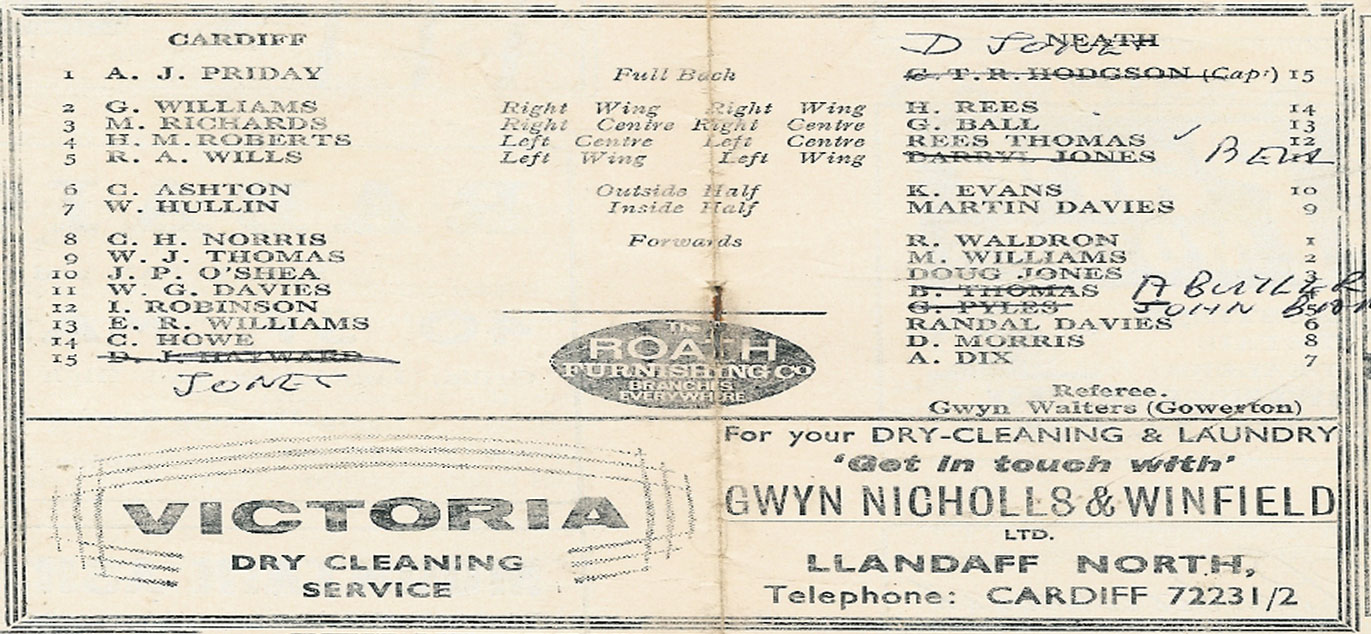 CARDIFF NEATH
D JONES
1 A. J. PRIDAY Full Back G. T. R. HODGSON (Cap:) 15
2 G. WILLIAMS Right Wing Right Wing H. REES 14
3 M. RICHARDS Right Centre Right Centre G. BALL 13
4 H. M. ROBERTS Left Centre Left Centre REES THOMAS 12
5 R. A. WILLS Left Wing Left Wing DARRYL JONES BELL
6 C. ASHTON Outside Half K. EVANS 10
7 W. HULLIN Inside Half MARTIN DAVIES 9
8 C. H. NORRIS Forwards R. WALDRON 1
9 W. J. THOMAS M. WILLIAMS 2
10 J. P. O'SHEA DOUG JONES 3
11 W. G. DAVIES B. THOMAS A BUTLER
12 I. ROBINSON G. PYLES 5 JOHN
13 E. R. WILLIAMS RANDAL DAVIES 6
14 C. HOWE D. MORRIS 8
15 D. J. HAYWARD A. DIX 7
JONES
THE
ROATH
FURNISHING CO
BRANCHES
EVERYWHERE
Referee.
Gwyn Walters (Gowerton)
VICTORIA
DRY CLEANING
SERVICE
For your DRY-CLEANING & LAUNDRY
'Get in touch with'
GWYN NICHOLLS & WINFIELD
LTD.
LLANDAFF NORTH,
Telephone: CARDIFF 72231/2